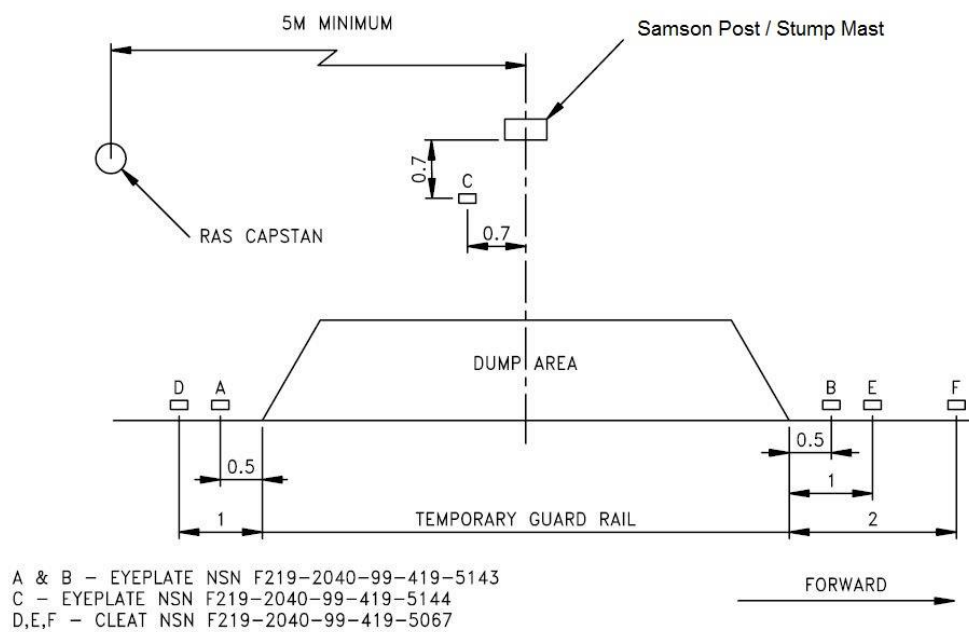 5M MINIMUM
Samson Post / Stump Mast
0.7
C
RAS CAPSTAN
0.7
DUMP AREA
D A
B E F
0.5
0.5
1
1
TEMPORARY GUARD RAIL
2
A & B – EYEPLATE NSN F219-2040-99-419-5143
C – EYEPLATE NSN F219-2040-99-419-5144
D,E,F – CLEAT NSN F219-2040-99-419-5067
FORWARD